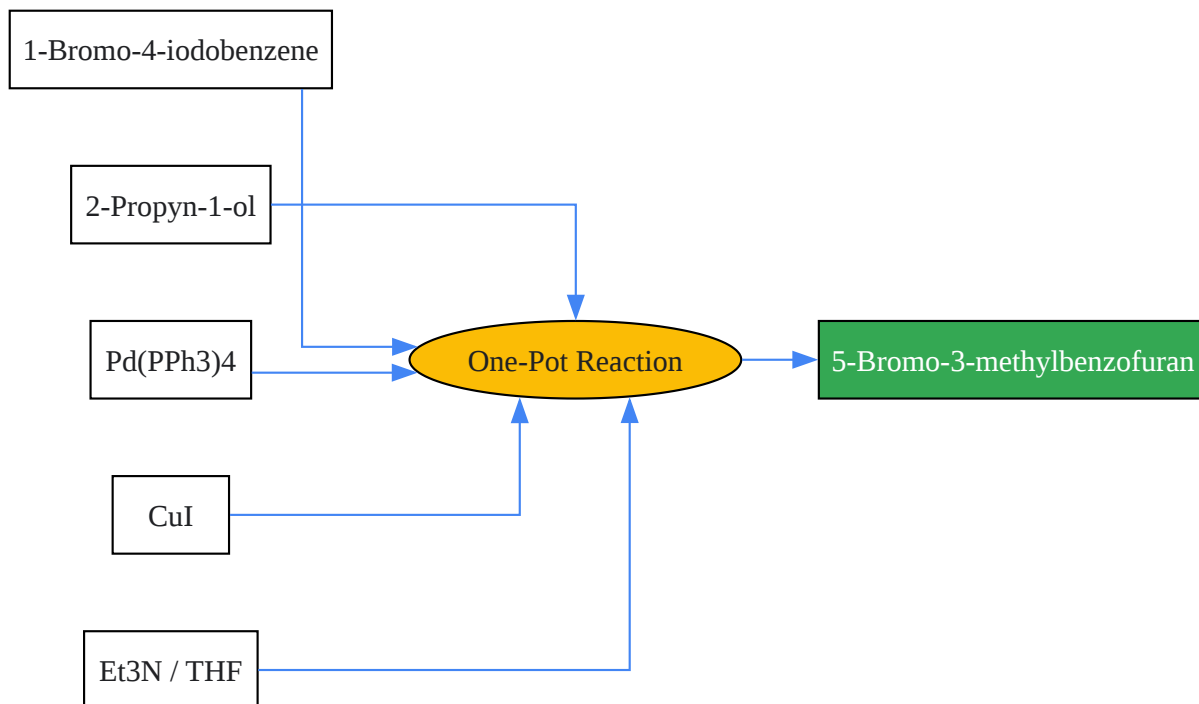 1-Bromo-4-iodobenzene
2-Propyn-1-ol
Pd(PPh3)4
One-Pot Reaction
5-Bromo-3-methylbenzofuran
CuI
Et3N / THF